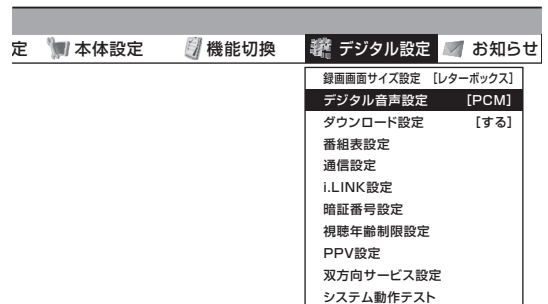 定 本体設定 機能切換 デジタル設定 お知らせ
録画画面サイズ設定 [レターボックス]
デジタル音声設定 [PCM]
ダウンロード設定 [する]
番組表設定
通信設定
i.LINK設定
暗証番号設定
視聴年齢制限設定
PPV設定
双方向サービス設定
システム動作テスト